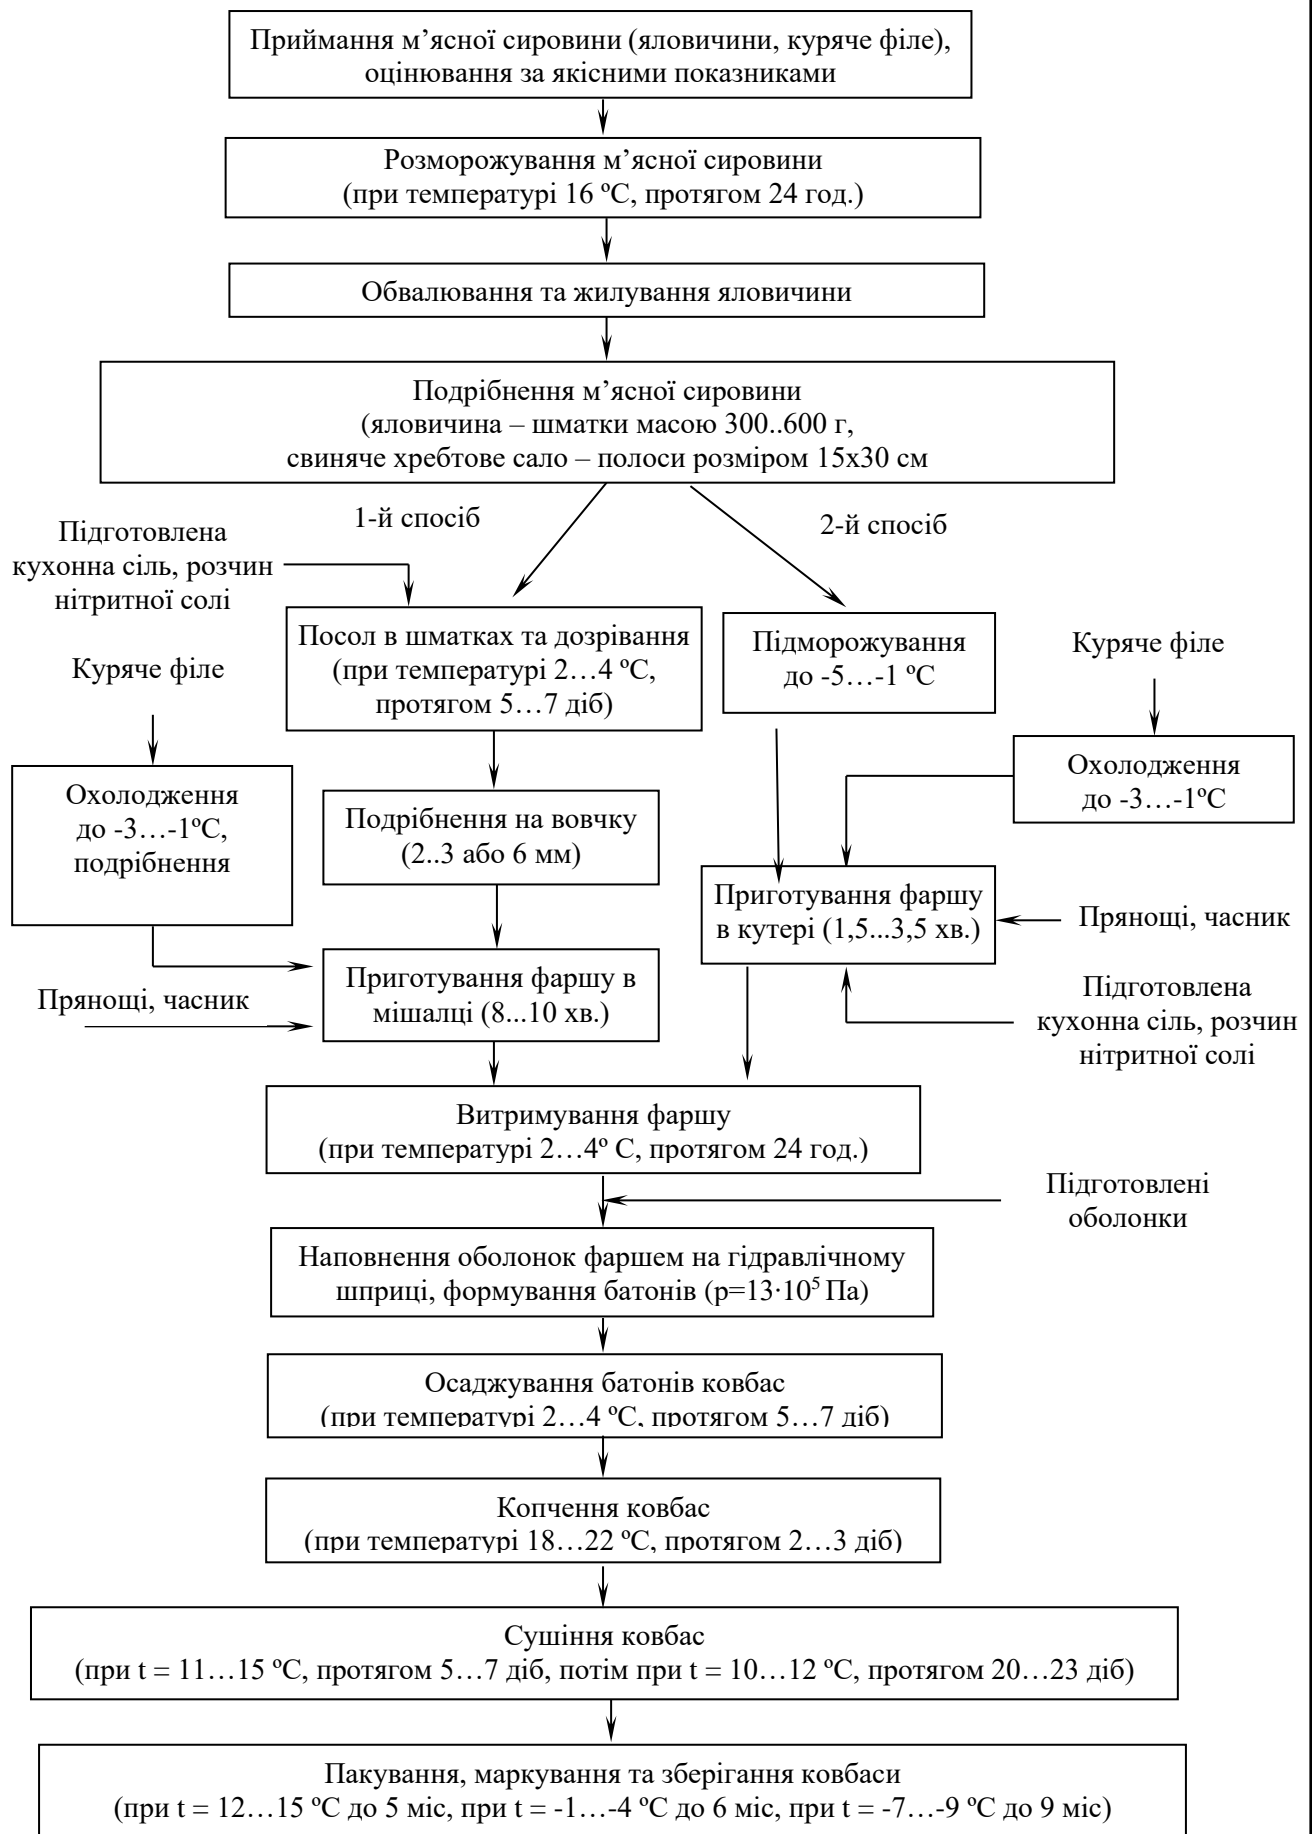 Приймання м’ясної сировини (яловичини, куряче філе),
оцінювання за якісними показниками
Розморожування м’ясної сировини
(при температурі 16 ºС, протягом 24 год.)
Обвалювання та жилування яловичини
Подрібнення м’ясної сировини
(яловичина – шматки масою 300..600 г,
свиняче хребтове сало – полоси розміром 15х30 см
1-й спосіб
2-й спосіб
Підготовлена
кухонна сіль, розчин
нітритної солі
Посол в шматках та дозрівання
(при температурі 2…4 ºС,
протягом 5…7 діб)
Підморожування
до -5…-1 ºС
Куряче філе
Куряче філе
Охолодження
до -3…-1ºС,
подрібнення
Подрібнення на вовчку
(2..3 або 6 мм)
Охолодження
до -3…-1ºС
Приготування фаршу
в кутері (1,5...3,5 хв.)
Прянощі, часник
Приготування фаршу в
мішалці (8...10 хв.)
Прянощі, часник
Підготовлена
кухонна сіль, розчин
нітритної солі
Витримування фаршу
(при температурі 2…4º С, протягом 24 год.)
Підготовлені
оболонки
Наповнення оболонок фаршем на гідравлічному
шприці, формування батонів (р=13·10⁵ Па)
Осаджування батонів ковбас
(при температурі 2…4 ºС, протягом 5…7 діб)
Копчення ковбас
(при температурі 18…22 ºС, протягом 2…3 діб)
Сушіння ковбас
(при t = 11…15 ºС, протягом 5…7 діб, потім при t = 10…12 ºС, протягом 20…23 діб)
Пакування, маркування та зберігання ковбаси
(при t = 12…15 ºС до 5 міс, при t = -1…-4 ºС до 6 міс, при t = -7…-9 ºС до 9 міс)